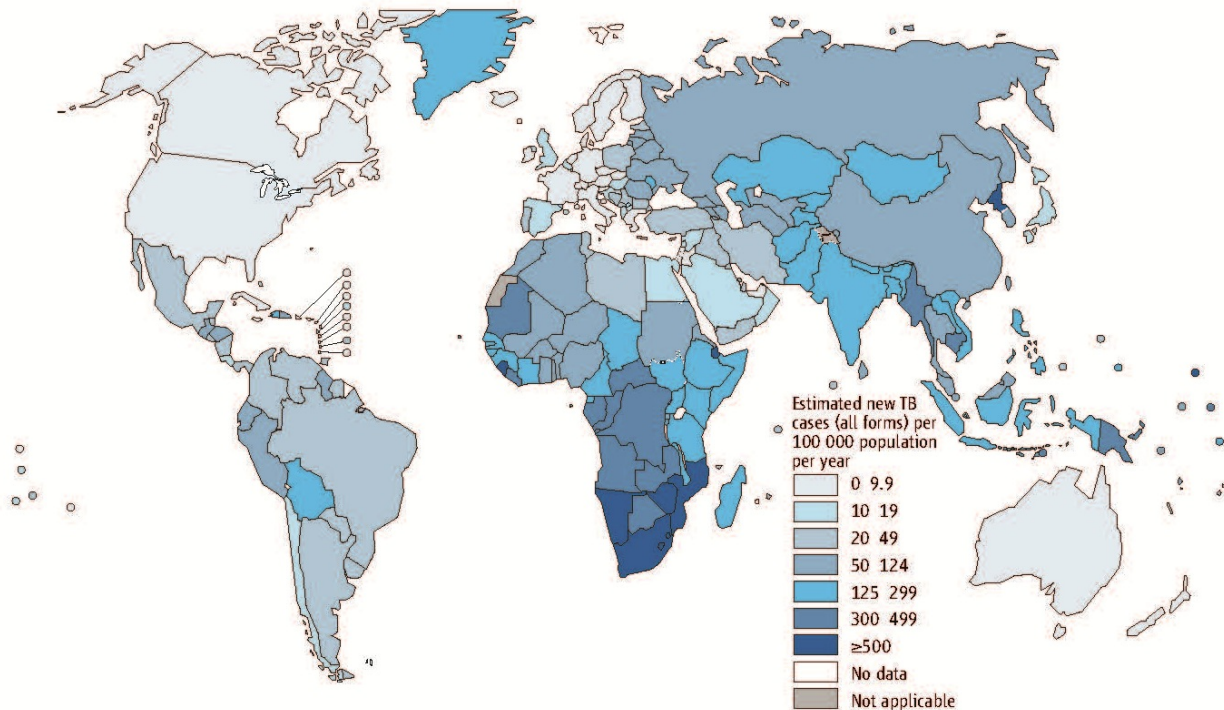 Estimated new TB
cases (all forms) per
100 000 population
per year
0 9.9
10 19
20 49
50 124
125 299
300 499
≥500
No data
Not applicable